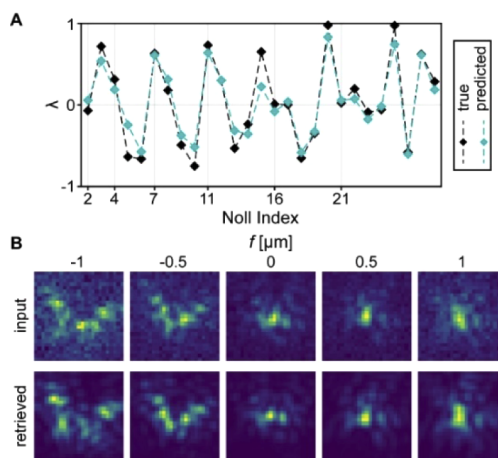 A
1
0
-1
λ
2 4 7 11 16 21
Noll Index
true
predicted
B
f [µm]
-1 -0.5 0 0.5 1
input
retrieved